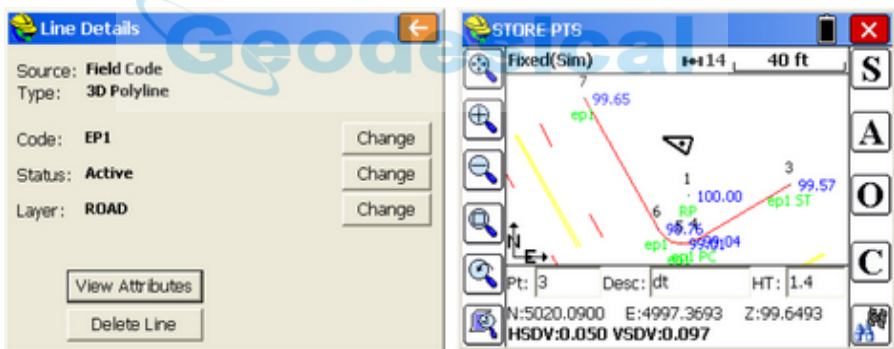 Geodesical
Line Details
Source: Field Code
Type: 3D Polyline
Code: EP1 Change
Status: Active Change
Layer: ROAD Change
View Attributes
Delete Line
STORE PTS
Fixed(Sim) 14 40 ft
S
A
O
C
7
99.65
ep1
1
100.00
RP
3
99.57
ep1 ST
6
5 4
ep1
ep1 PC
N
E
Pt: 3 Desc: dt HT: 1.4
N:5020.0900 E:4997.3693 Z:99.6493
HSDV:0.050 VSDV:0.097